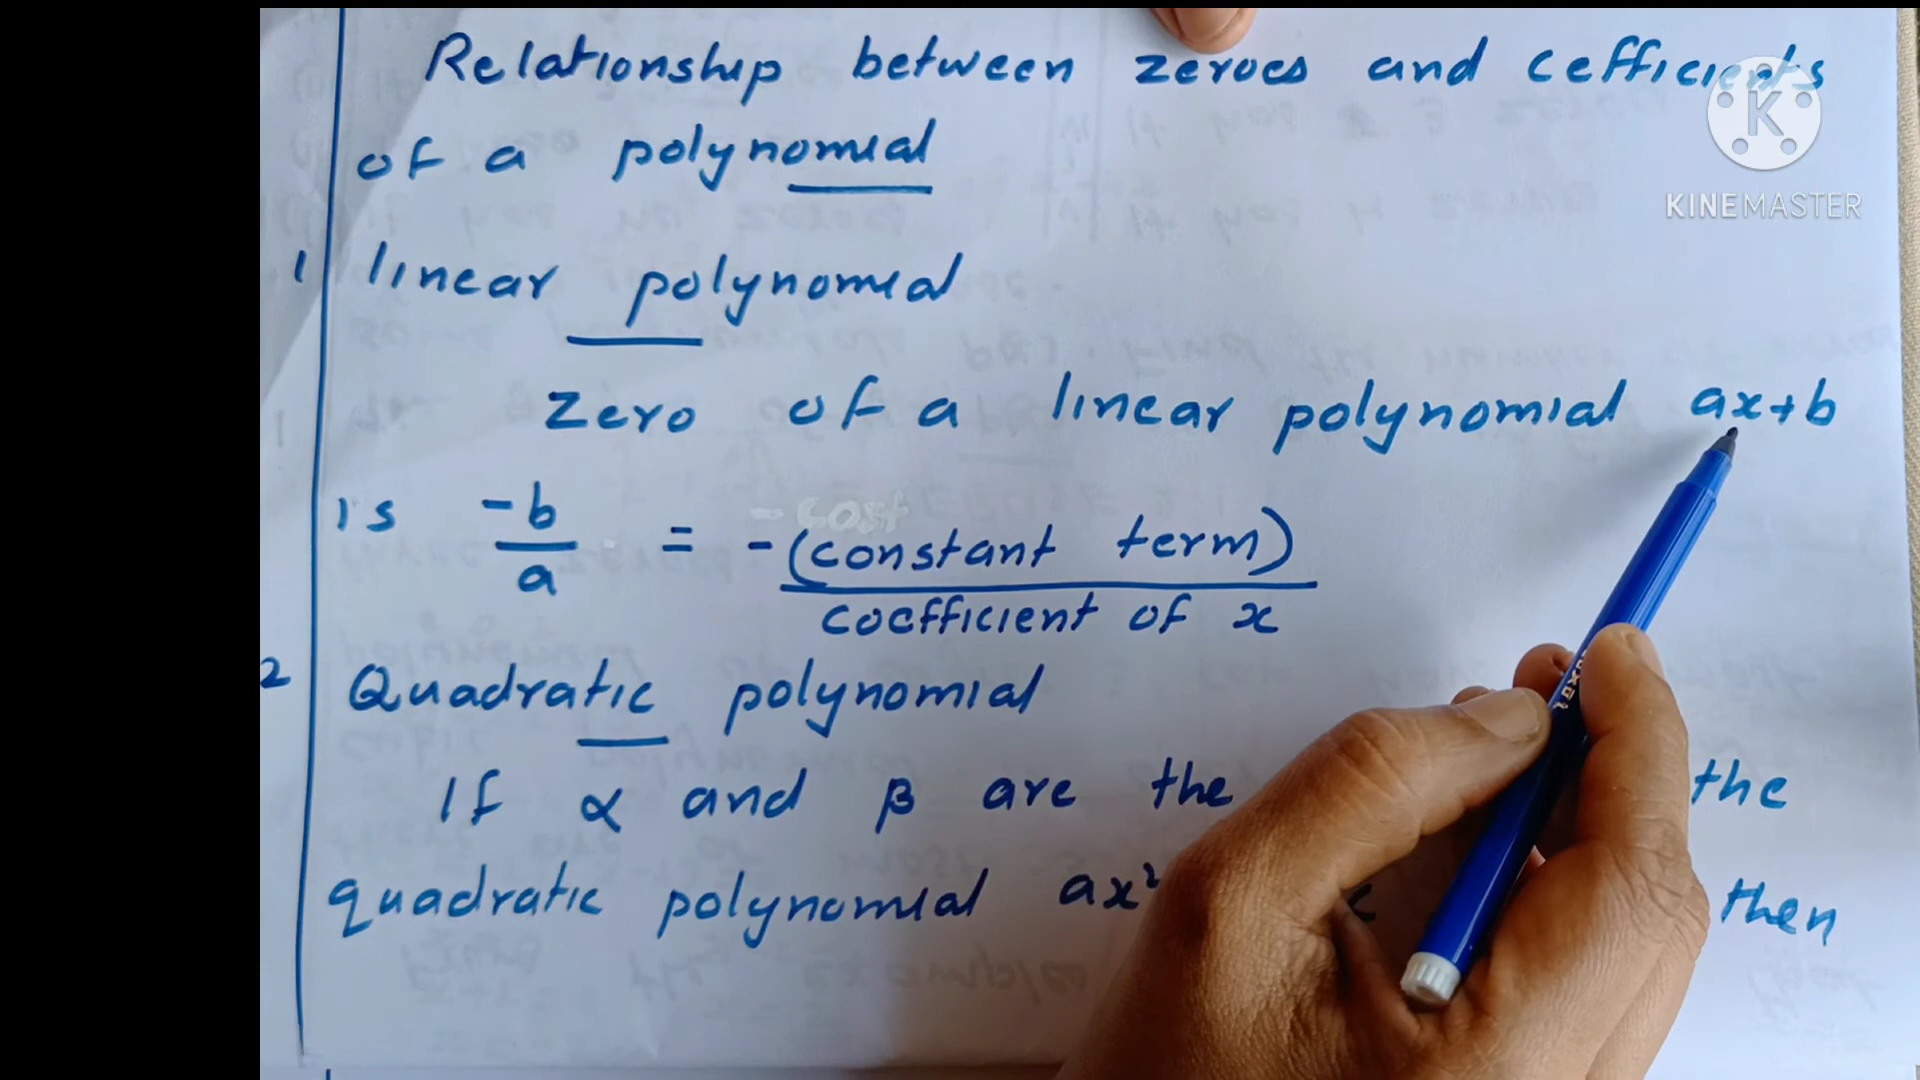 Relationship between zeroes and cefficients
of a polynomial
1 linear polynomial
zero of a linear polynomial ax+b
is -b/a = -(constant term)/coefficient of x
2 Quadratic polynomial
If α and β are the the
quadratic polynomial ax² c then
K
KINEMASTER